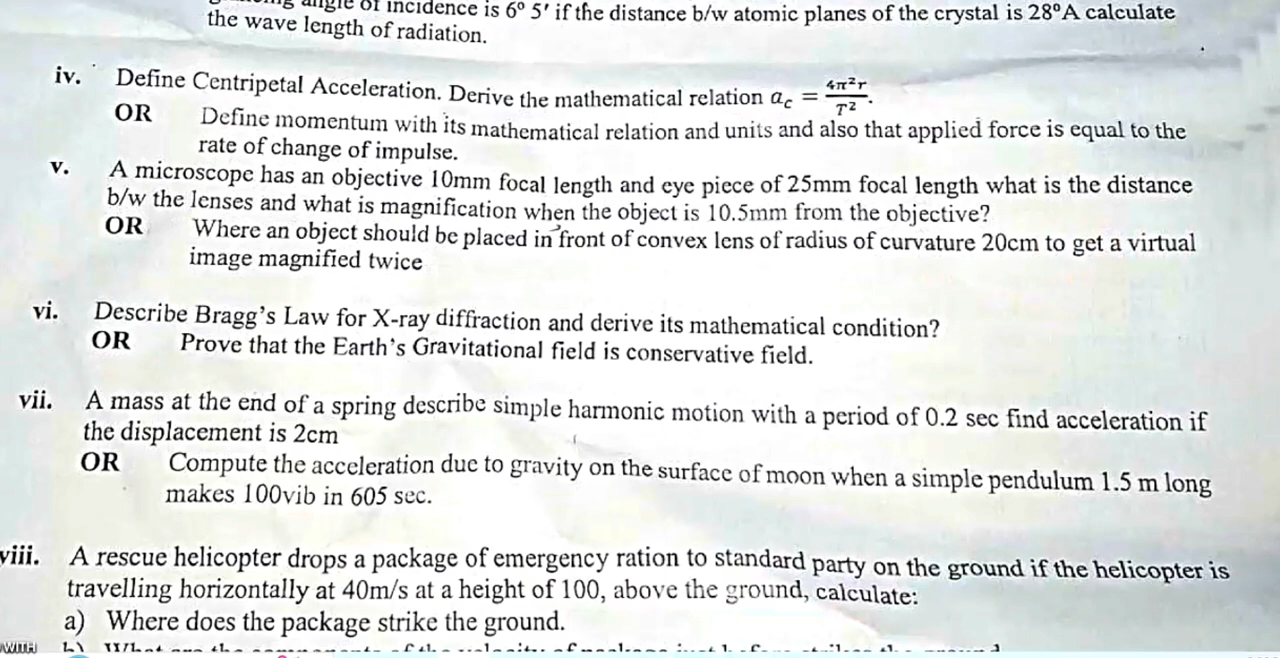 angle of incidence is 6° 5' if the distance b/w atomic planes of the crystal is 28°A calculate
the wave length of radiation.
iv. Define Centripetal Acceleration. Derive the mathematical relation a_c = 4π²r / T².
OR Define momentum with its mathematical relation and units and also that applied force is equal to the
rate of change of impulse.
v. A microscope has an objective 10mm focal length and eye piece of 25mm focal length what is the distance
b/w the lenses and what is magnification when the object is 10.5mm from the objective?
OR Where an object should be placed in front of convex lens of radius of curvature 20cm to get a virtual
image magnified twice
vi. Describe Bragg's Law for X-ray diffraction and derive its mathematical condition?
OR Prove that the Earth's Gravitational field is conservative field.
vii. A mass at the end of a spring describe simple harmonic motion with a period of 0.2 sec find acceleration if
the displacement is 2cm
OR Compute the acceleration due to gravity on the surface of moon when a simple pendulum 1.5 m long
makes 100vib in 605 sec.
viii. A rescue helicopter drops a package of emergency ration to standard party on the ground if the helicopter is
travelling horizontally at 40m/s at a height of 100, above the ground, calculate:
a) Where does the package strike the ground.
WITH